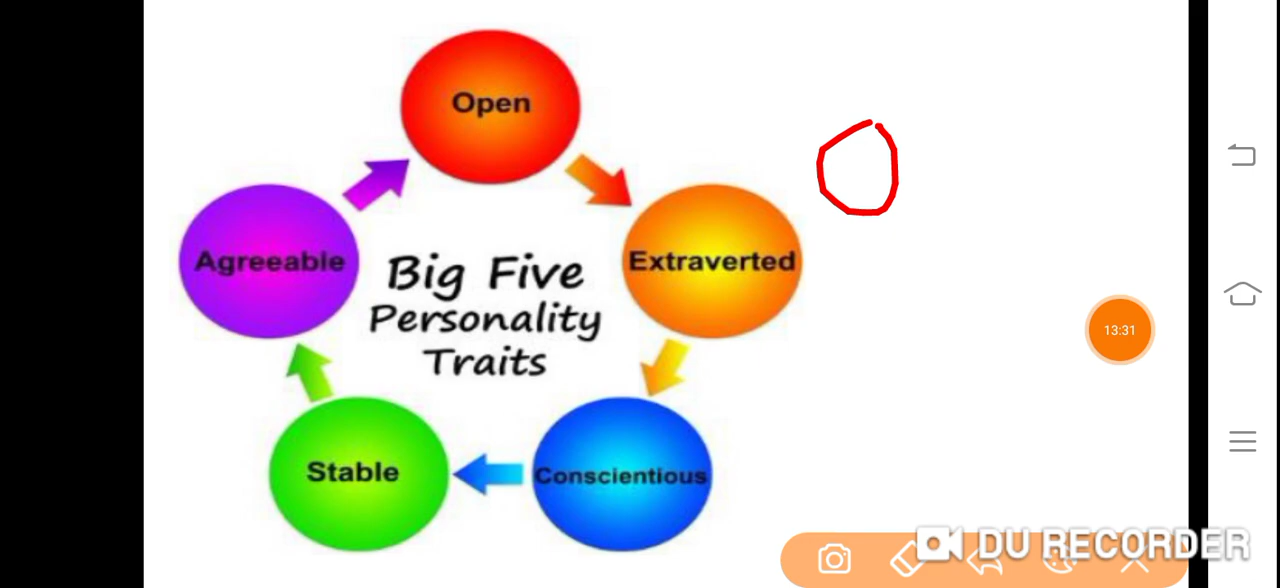 Open
Agreeable
Extraverted
Big Five
Personality
Traits
13:31
Stable
Conscientious
DU RECORDER